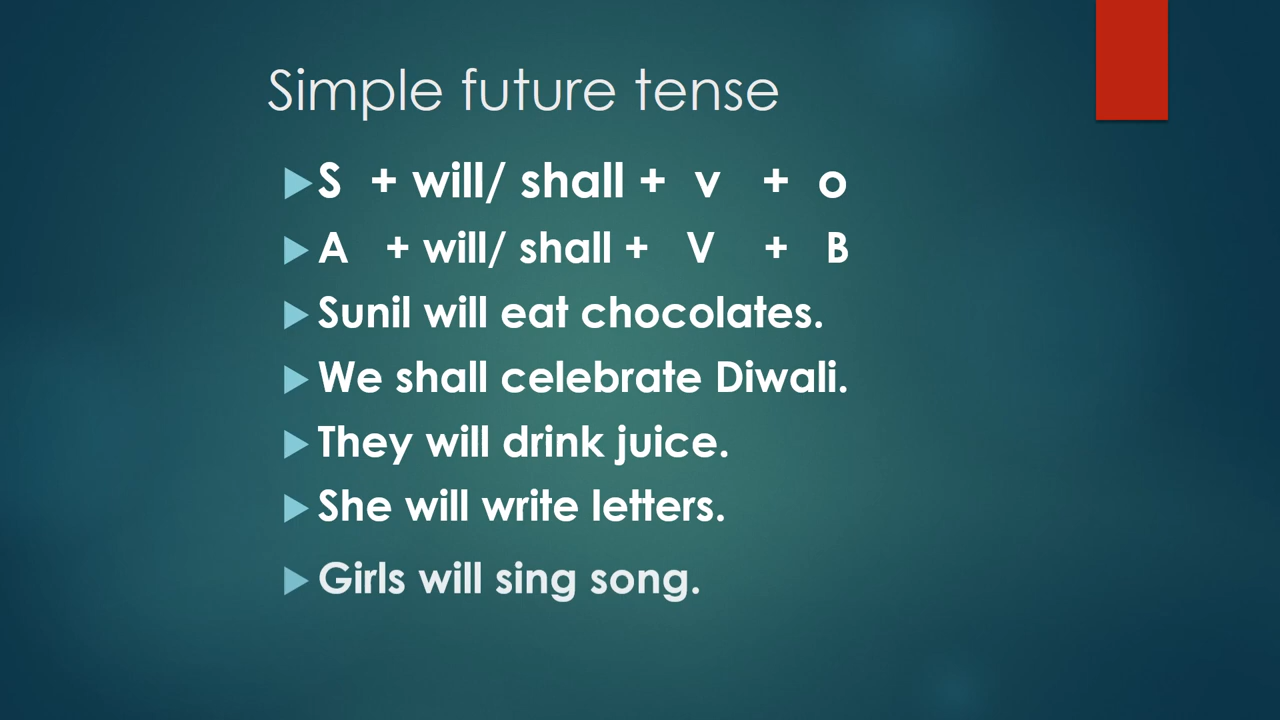 Simple future tense
S + will/ shall + v + o
A + will/ shall + V + B
Sunil will eat chocolates.
We shall celebrate Diwali.
They will drink juice.
She will write letters.
Girls will sing song.